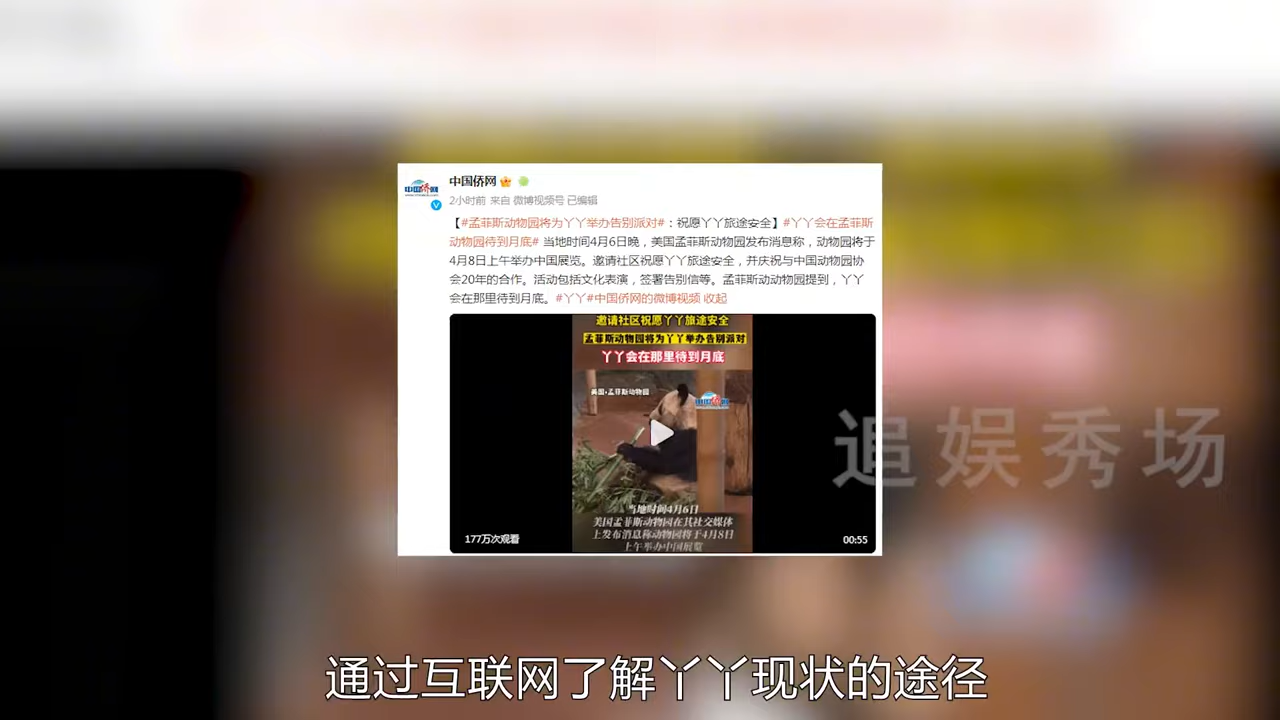 中国侨网
中国侨网
2小时前 来自 微博视频号 已编辑
【#孟菲斯动物园将为丫丫举办告别派对#：祝愿丫丫旅途安全】#丫丫会在孟菲斯
动物园待到月底# 当地时间4月6日晚，美国孟菲斯动物园发布消息称，动物园将于
4月8日上午举办中国展览。邀请社区祝愿丫丫旅途安全，并庆祝与中国动物园协
会20年的合作。活动包括文化表演，签署告别信等。孟菲斯动动物园提到，丫丫
会在那里待到月底。#丫丫#中国侨网的微博视频 收起
邀请社区祝愿丫丫旅途安全
孟菲斯动物园将为丫丫举办告别派对
丫丫会在那里待到月底
美国·孟菲斯动物园
中国侨网
当地时间4月6日
美国孟菲斯动物园在其社交媒体
上发布消息称动物园将于4月8日
上午举办中国展览
177万次观看
00:55
追娱秀场
通过互联网了解丫丫现状的途径